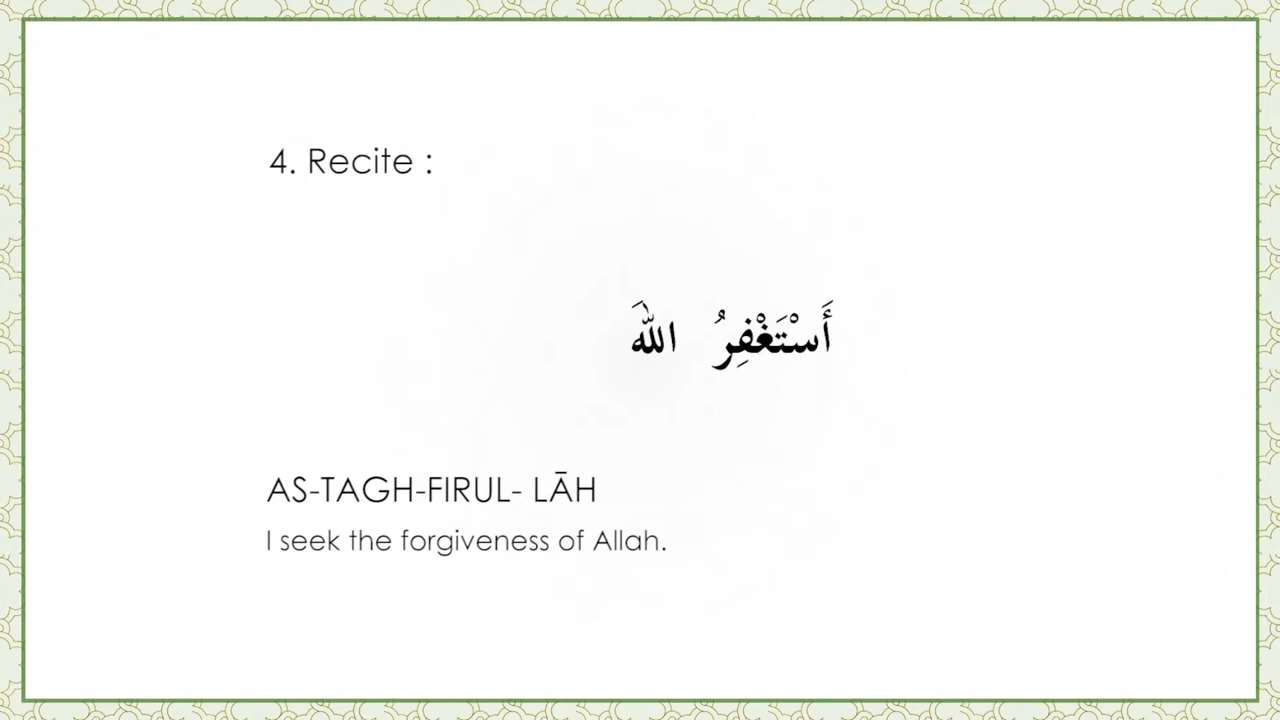 4. Recite :
أَسْتَغْفِرُ اللّٰهَ
AS-TAGH-FIRUL- LĀH
I seek the forgiveness of Allah.